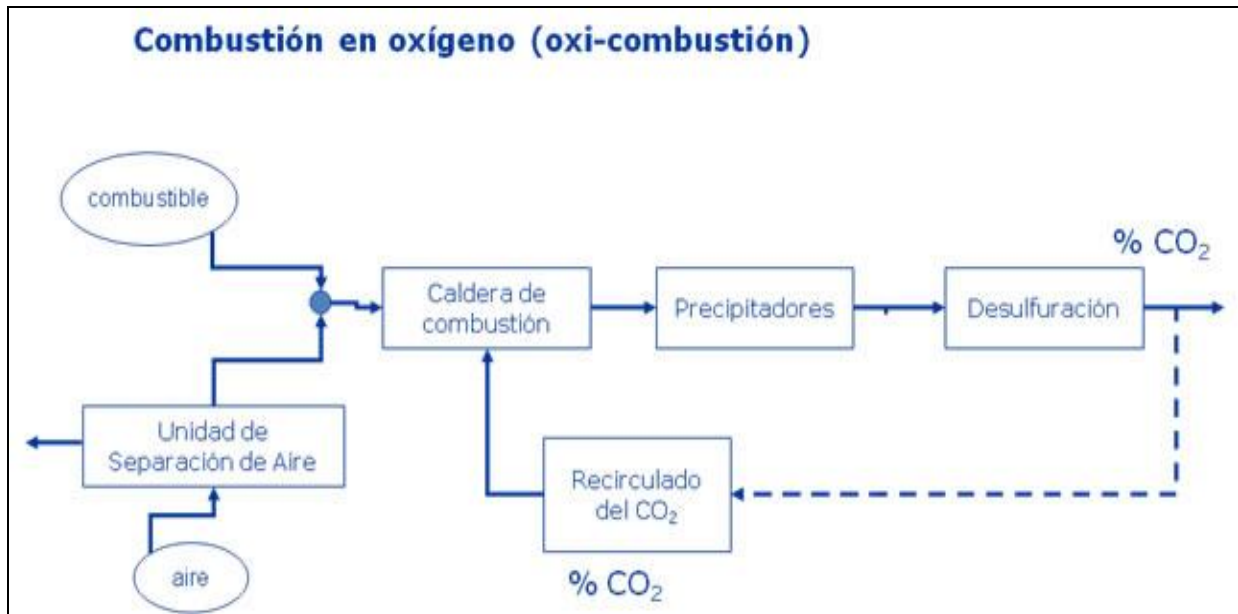 Combustión en oxígeno (oxi-combustión)
combustible
% CO₂
Caldera de
combustión
Precipitadores
Desulfuración
Unidad de
Separación de Aire
Recirculado
del CO₂
aire
% CO₂